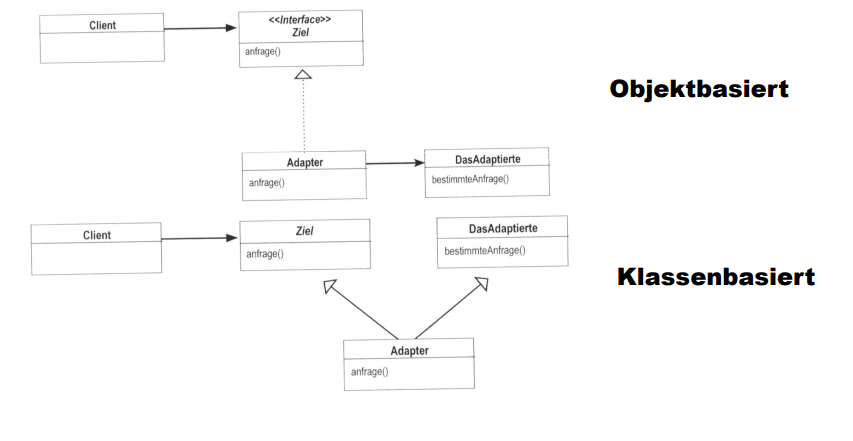 Client
<<Interface>>
Ziel
anfrage()
Objektbasiert
Adapter
anfrage()
DasAdaptierte
bestimmteAnfrage()
Client
Ziel
anfrage()
DasAdaptierte
bestimmteAnfrage()
Klassenbasiert
Adapter
anfrage()